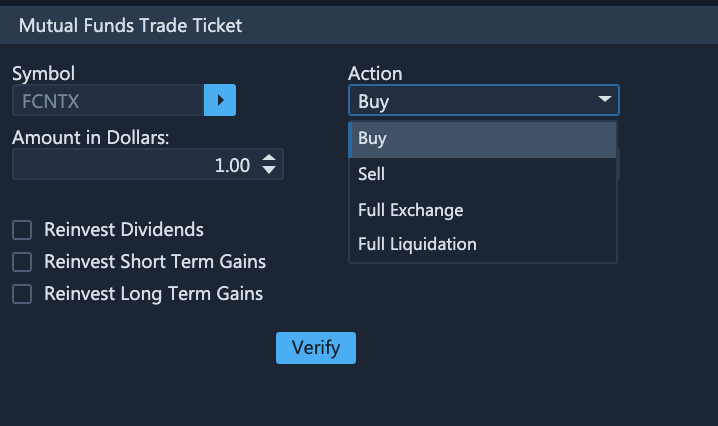 Mutual Funds Trade Ticket
Symbol
FCNTX
Action
Buy
Amount in Dollars:
1.00
Buy
Sell
Full Exchange
Full Liquidation
Reinvest Dividends
Reinvest Short Term Gains
Reinvest Long Term Gains
Verify